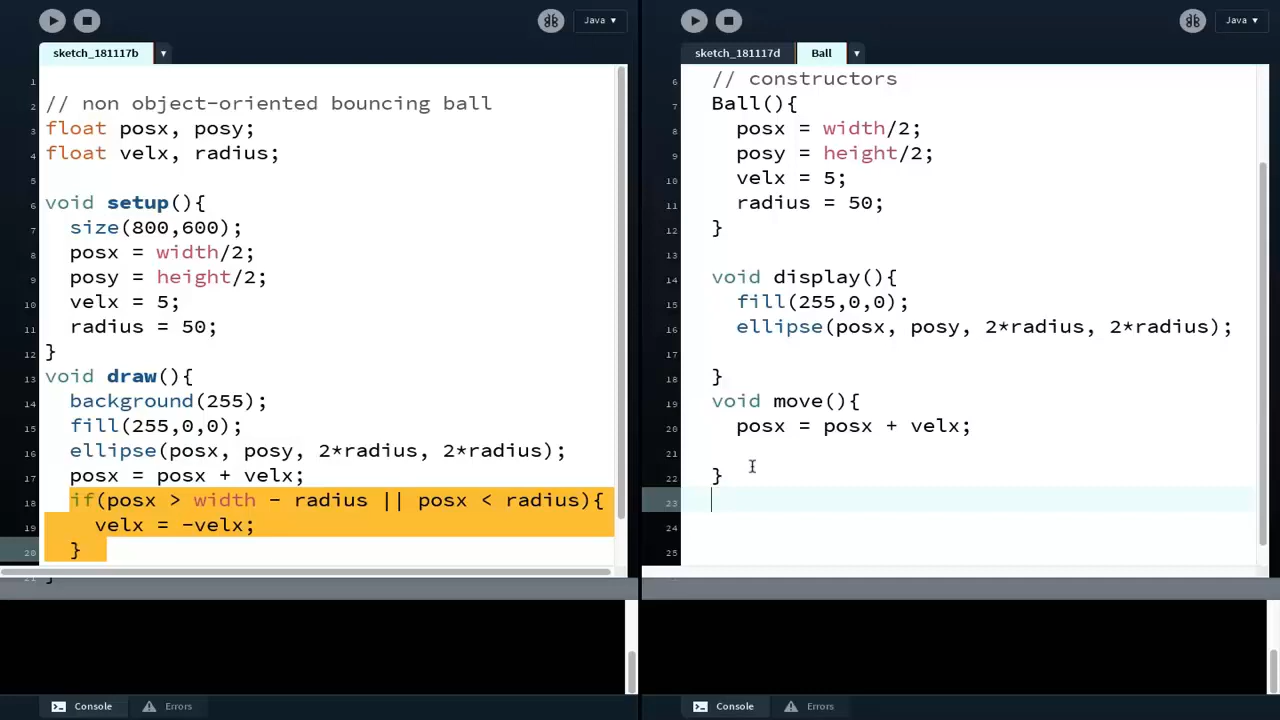 Java ▾
sketch_181117b ▾
1
2 // non object-oriented bouncing ball
3 float posx, posy;
4 float velx, radius;
5
6 void setup(){
7 size(800,600);
8 posx = width/2;
9 posy = height/2;
10 velx = 5;
11 radius = 50;
12 }
13 void draw(){
14 background(255);
15 fill(255,0,0);
16 ellipse(posx, posy, 2*radius, 2*radius);
17 posx = posx + velx;
18 if(posx > width - radius || posx < radius){
19 velx = -velx;
20 }
21 }
Console Errors
Java ▾
sketch_181117d Ball ▾
6 // constructors
7 Ball(){
8 posx = width/2;
9 posy = height/2;
10 velx = 5;
11 radius = 50;
12 }
13
14 void display(){
15 fill(255,0,0);
16 ellipse(posx, posy, 2*radius, 2*radius);
17
18 }
19 void move(){
20 posx = posx + velx;
21
22 }
23
24
25
Console Errors